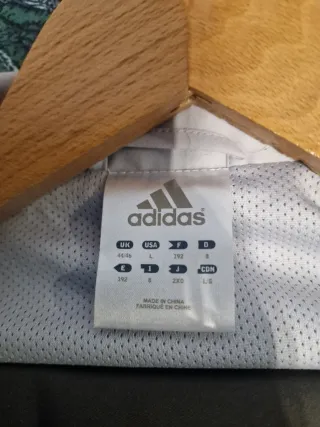 adidas
UK USA F D
44/46 L 192 8
E I J CDN
192 8 2XO L/G
MADE IN CHINA
FABRIQUÉ EN CHINE